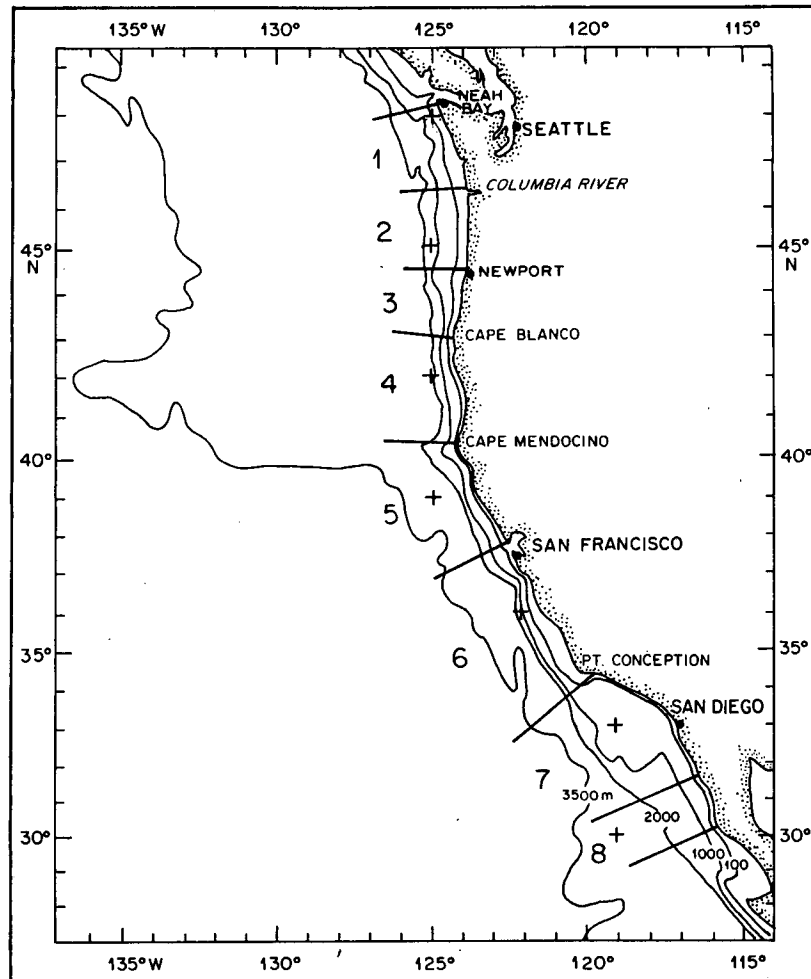 135°W 130° 125° 120° 115°
NEAH
BAY
SEATTLE
1
COLUMBIA RIVER
2
45°
N
45°
N
NEWPORT
3
CAPE BLANCO
4
CAPE MENDOCINO
40°
40°
5
SAN FRANCISCO
6
35°
35°
PT. CONCEPTION
SAN DIEGO
7
3500m
2000
30°
30°
8
1000
100
135°W 130° 125° 120° 115°